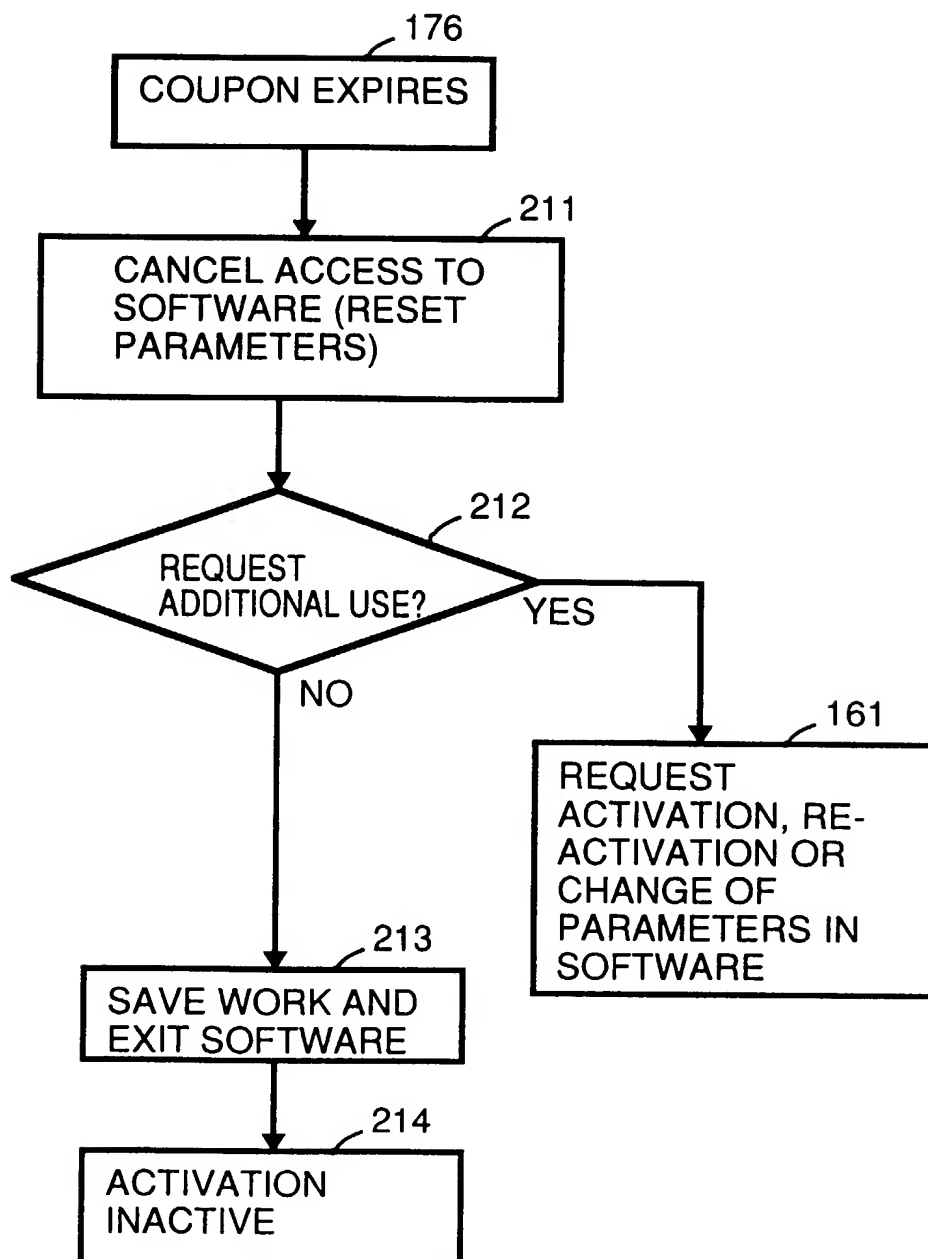 176
COUPON EXPIRES
211
CANCEL ACCESS TO
SOFTWARE (RESET
PARAMETERS)
212
REQUEST
ADDITIONAL USE?
YES
NO
161
REQUEST
ACTIVATION, RE-
ACTIVATION OR
CHANGE OF
PARAMETERS IN
SOFTWARE
213
SAVE WORK AND
EXIT SOFTWARE
214
ACTIVATION
INACTIVE